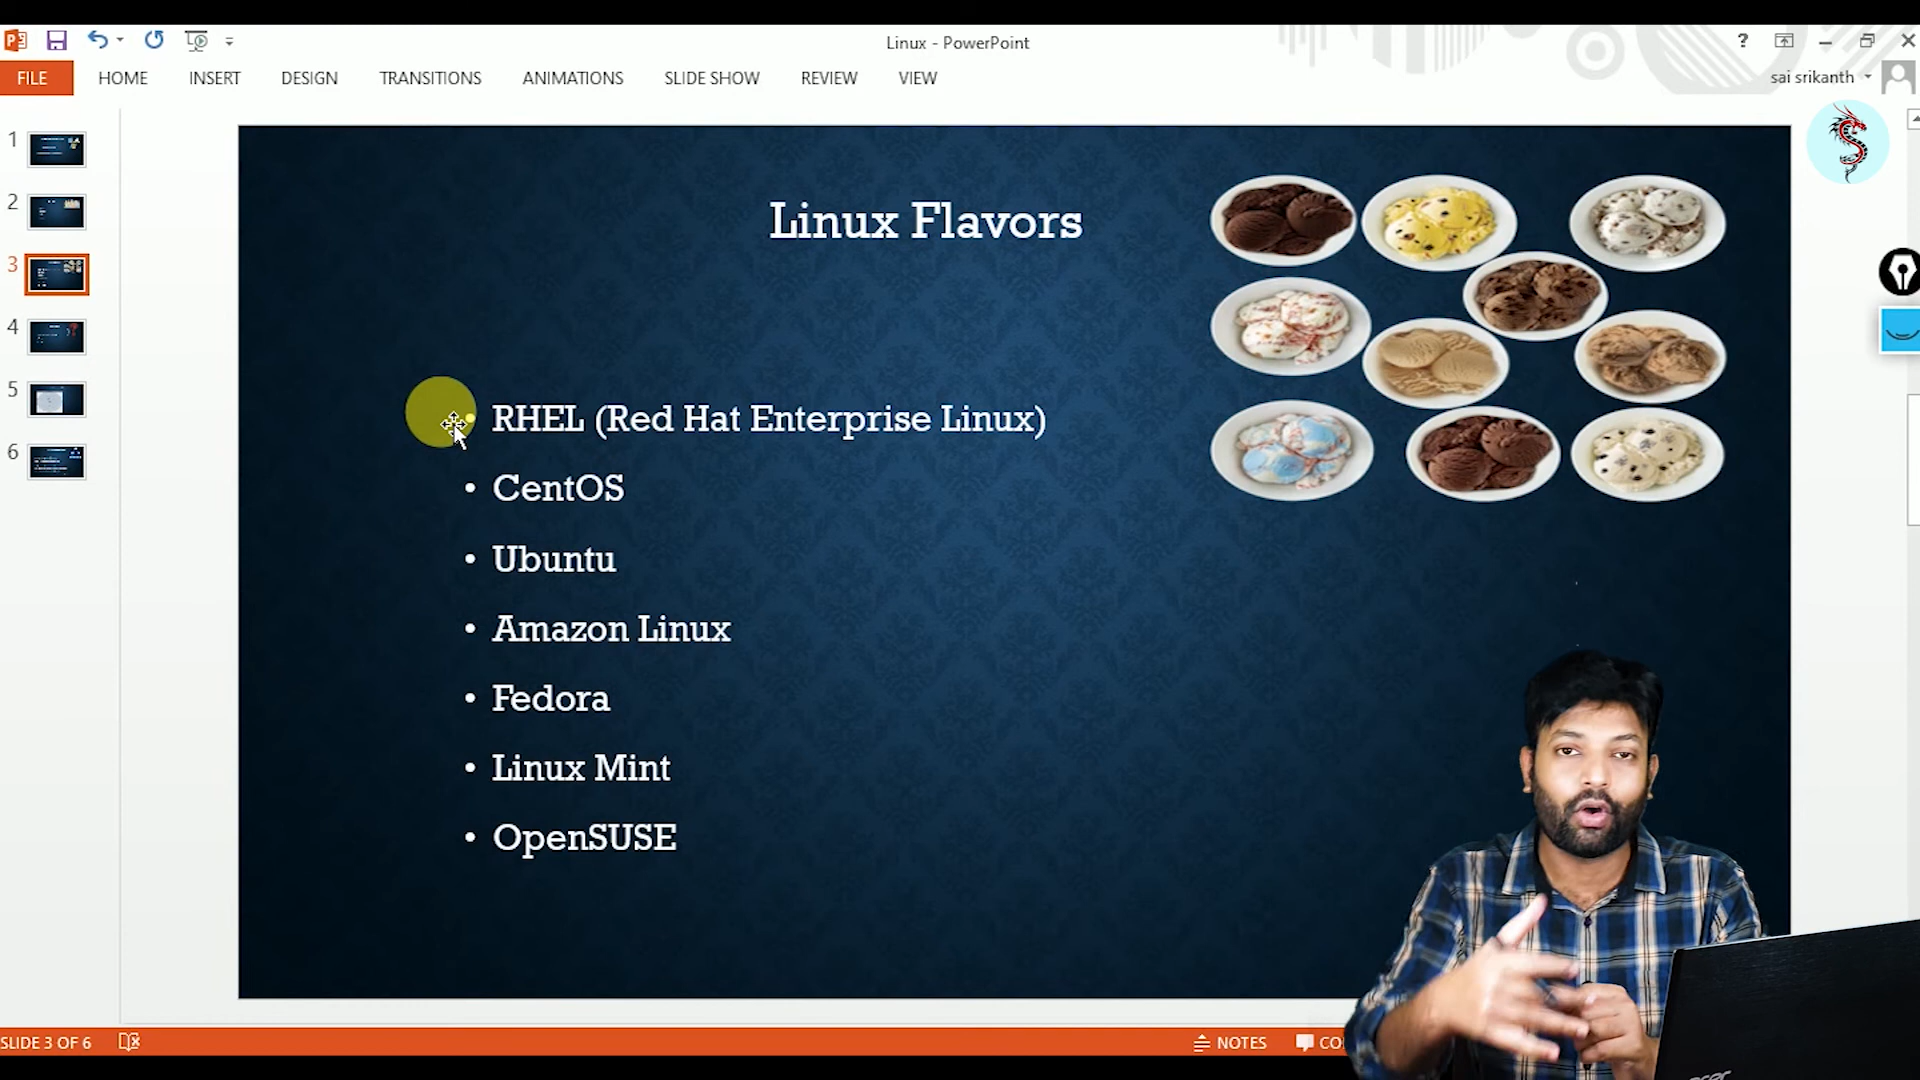 Linux - PowerPoint
?
FILE HOME INSERT DESIGN TRANSITIONS ANIMATIONS SLIDE SHOW REVIEW VIEW
sai srikanth
1
2
3
4
5
6
Linux Flavors
• RHEL (Red Hat Enterprise Linux)
• CentOS
• Ubuntu
• Amazon Linux
• Fedora
• Linux Mint
• OpenSUSE
SLIDE 3 OF 6
NOTES
CO
acer